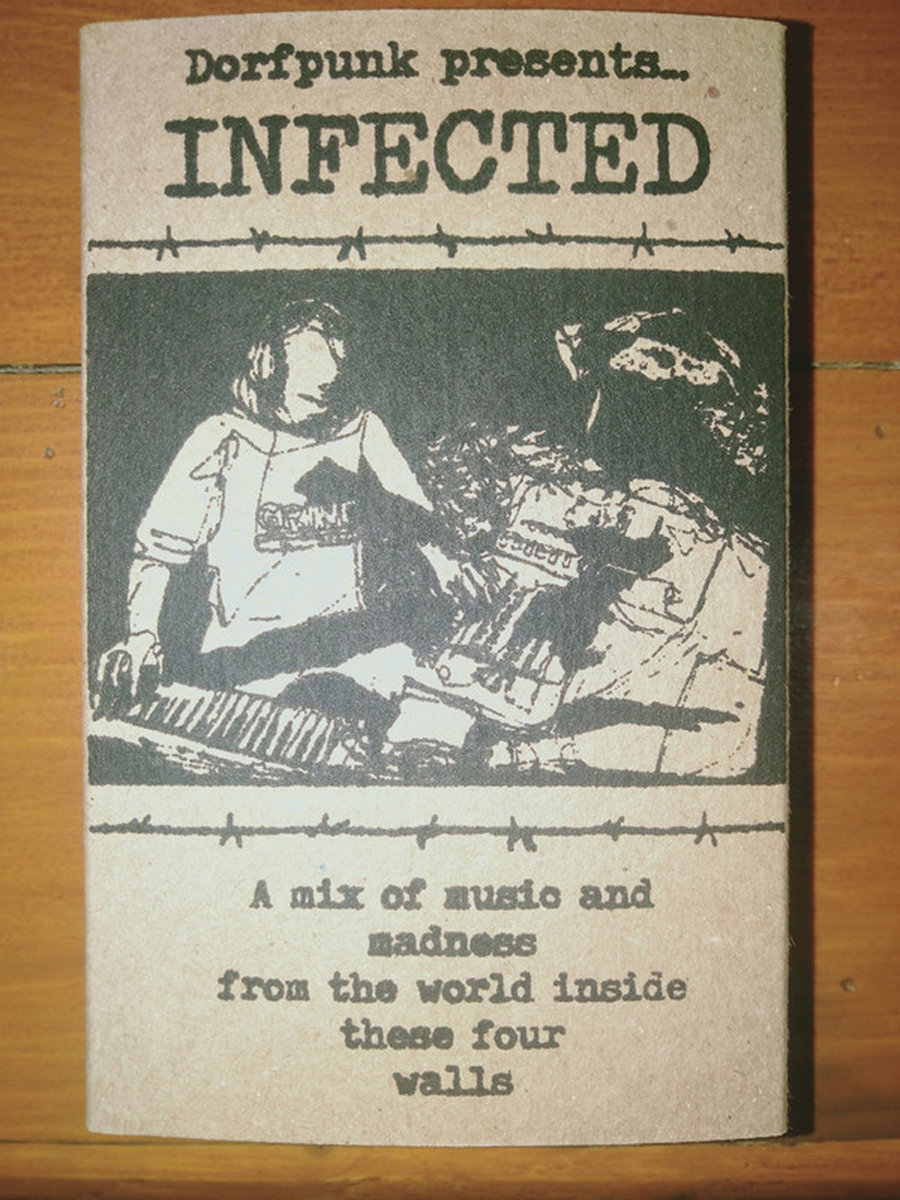 Dorfpunk presents...
INFECTED
A mix of music and
madness
from the world inside
these four
walls